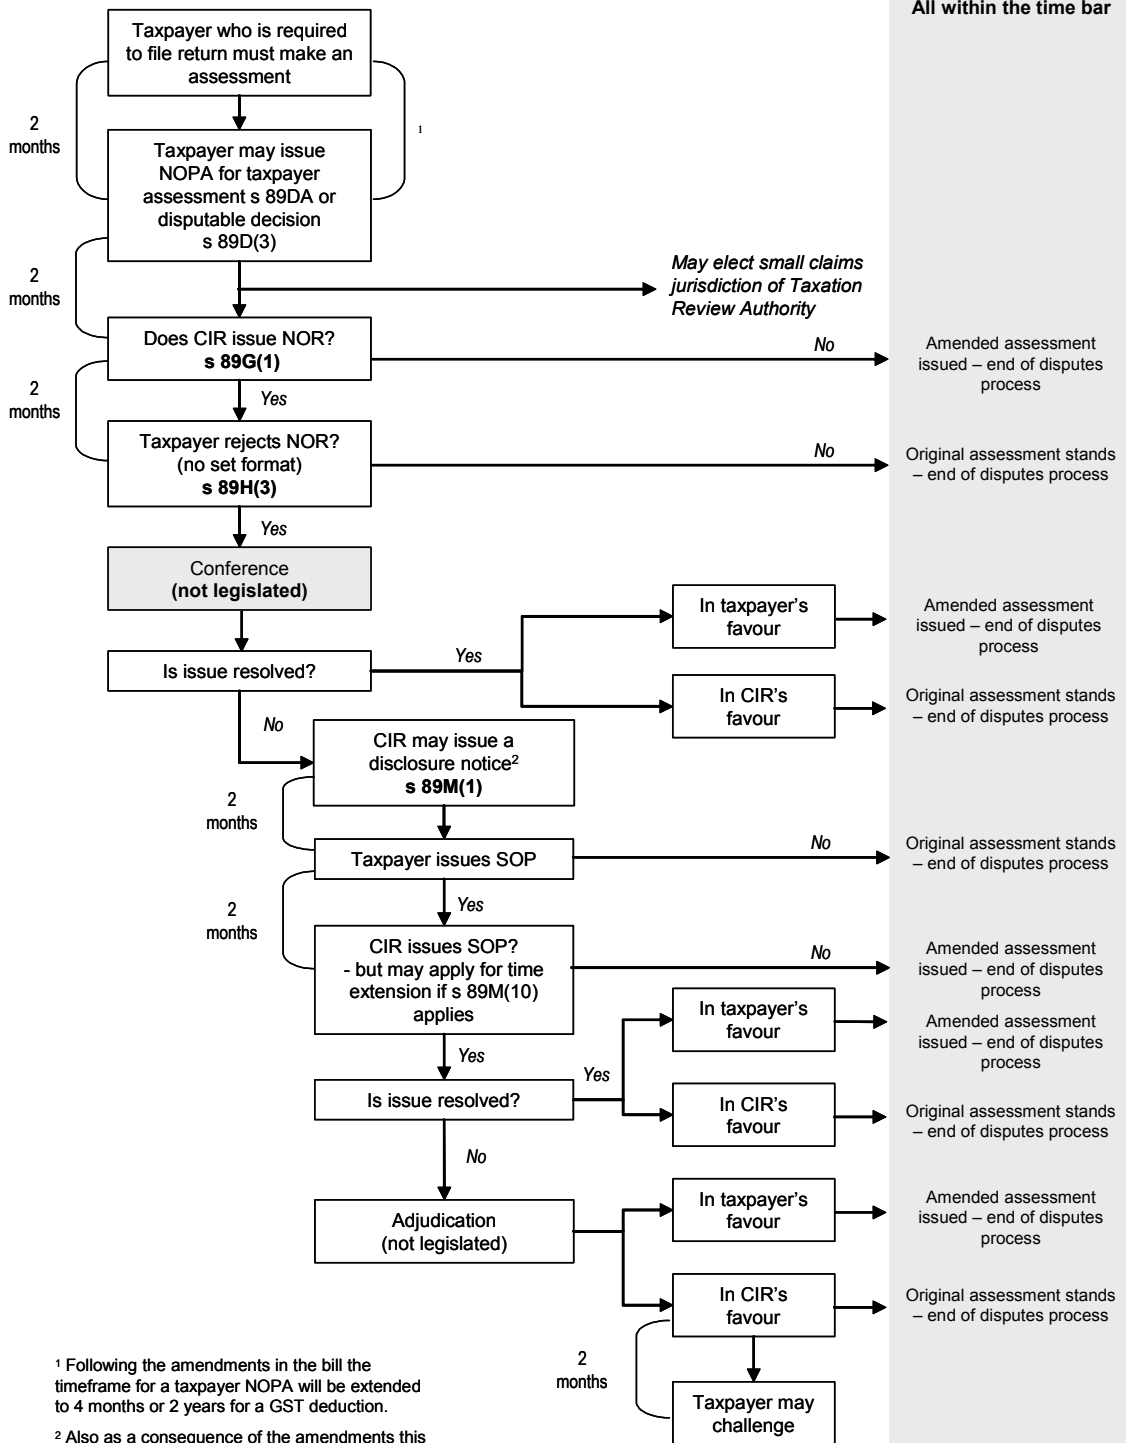 All within the time bar
Taxpayer who is required
to file return must make an
assessment
2
months
1
Taxpayer may issue
NOPA for taxpayer
assessment s 89DA or
disputable decision
s 89D(3)
2
months
May elect small claims
jurisdiction of Taxation
Review Authority
Does CIR issue NOR?
s 89G(1)
No
Amended assessment
issued – end of disputes
process
2
months
Yes
Taxpayer rejects NOR?
(no set format)
s 89H(3)
No
Original assessment stands
– end of disputes process
Yes
Conference
(not legislated)
In taxpayer's
favour
Amended assessment
issued – end of disputes
process
Is issue resolved?
Yes
In CIR's
favour
Original assessment stands
– end of disputes process
No
CIR may issue a
disclosure notice2
s 89M(1)
2
months
Taxpayer issues SOP
No
Original assessment stands
– end of disputes process
Yes
2
months
CIR issues SOP?
- but may apply for time
extension if s 89M(10)
applies
No
Amended assessment
issued – end of disputes
process
In taxpayer's
favour
Amended assessment
issued – end of disputes
process
Yes
Is issue resolved?
Yes
In CIR's
favour
Original assessment stands
– end of disputes process
No
In taxpayer's
favour
Amended assessment
issued – end of disputes
process
Adjudication
(not legislated)
In CIR's
favour
Original assessment stands
– end of disputes process
2
months
Taxpayer may
challenge
1 Following the amendments in the bill the
timeframe for a taxpayer NOPA will be extended
to 4 months or 2 years for a GST deduction.
2 Also as a consequence of the amendments this